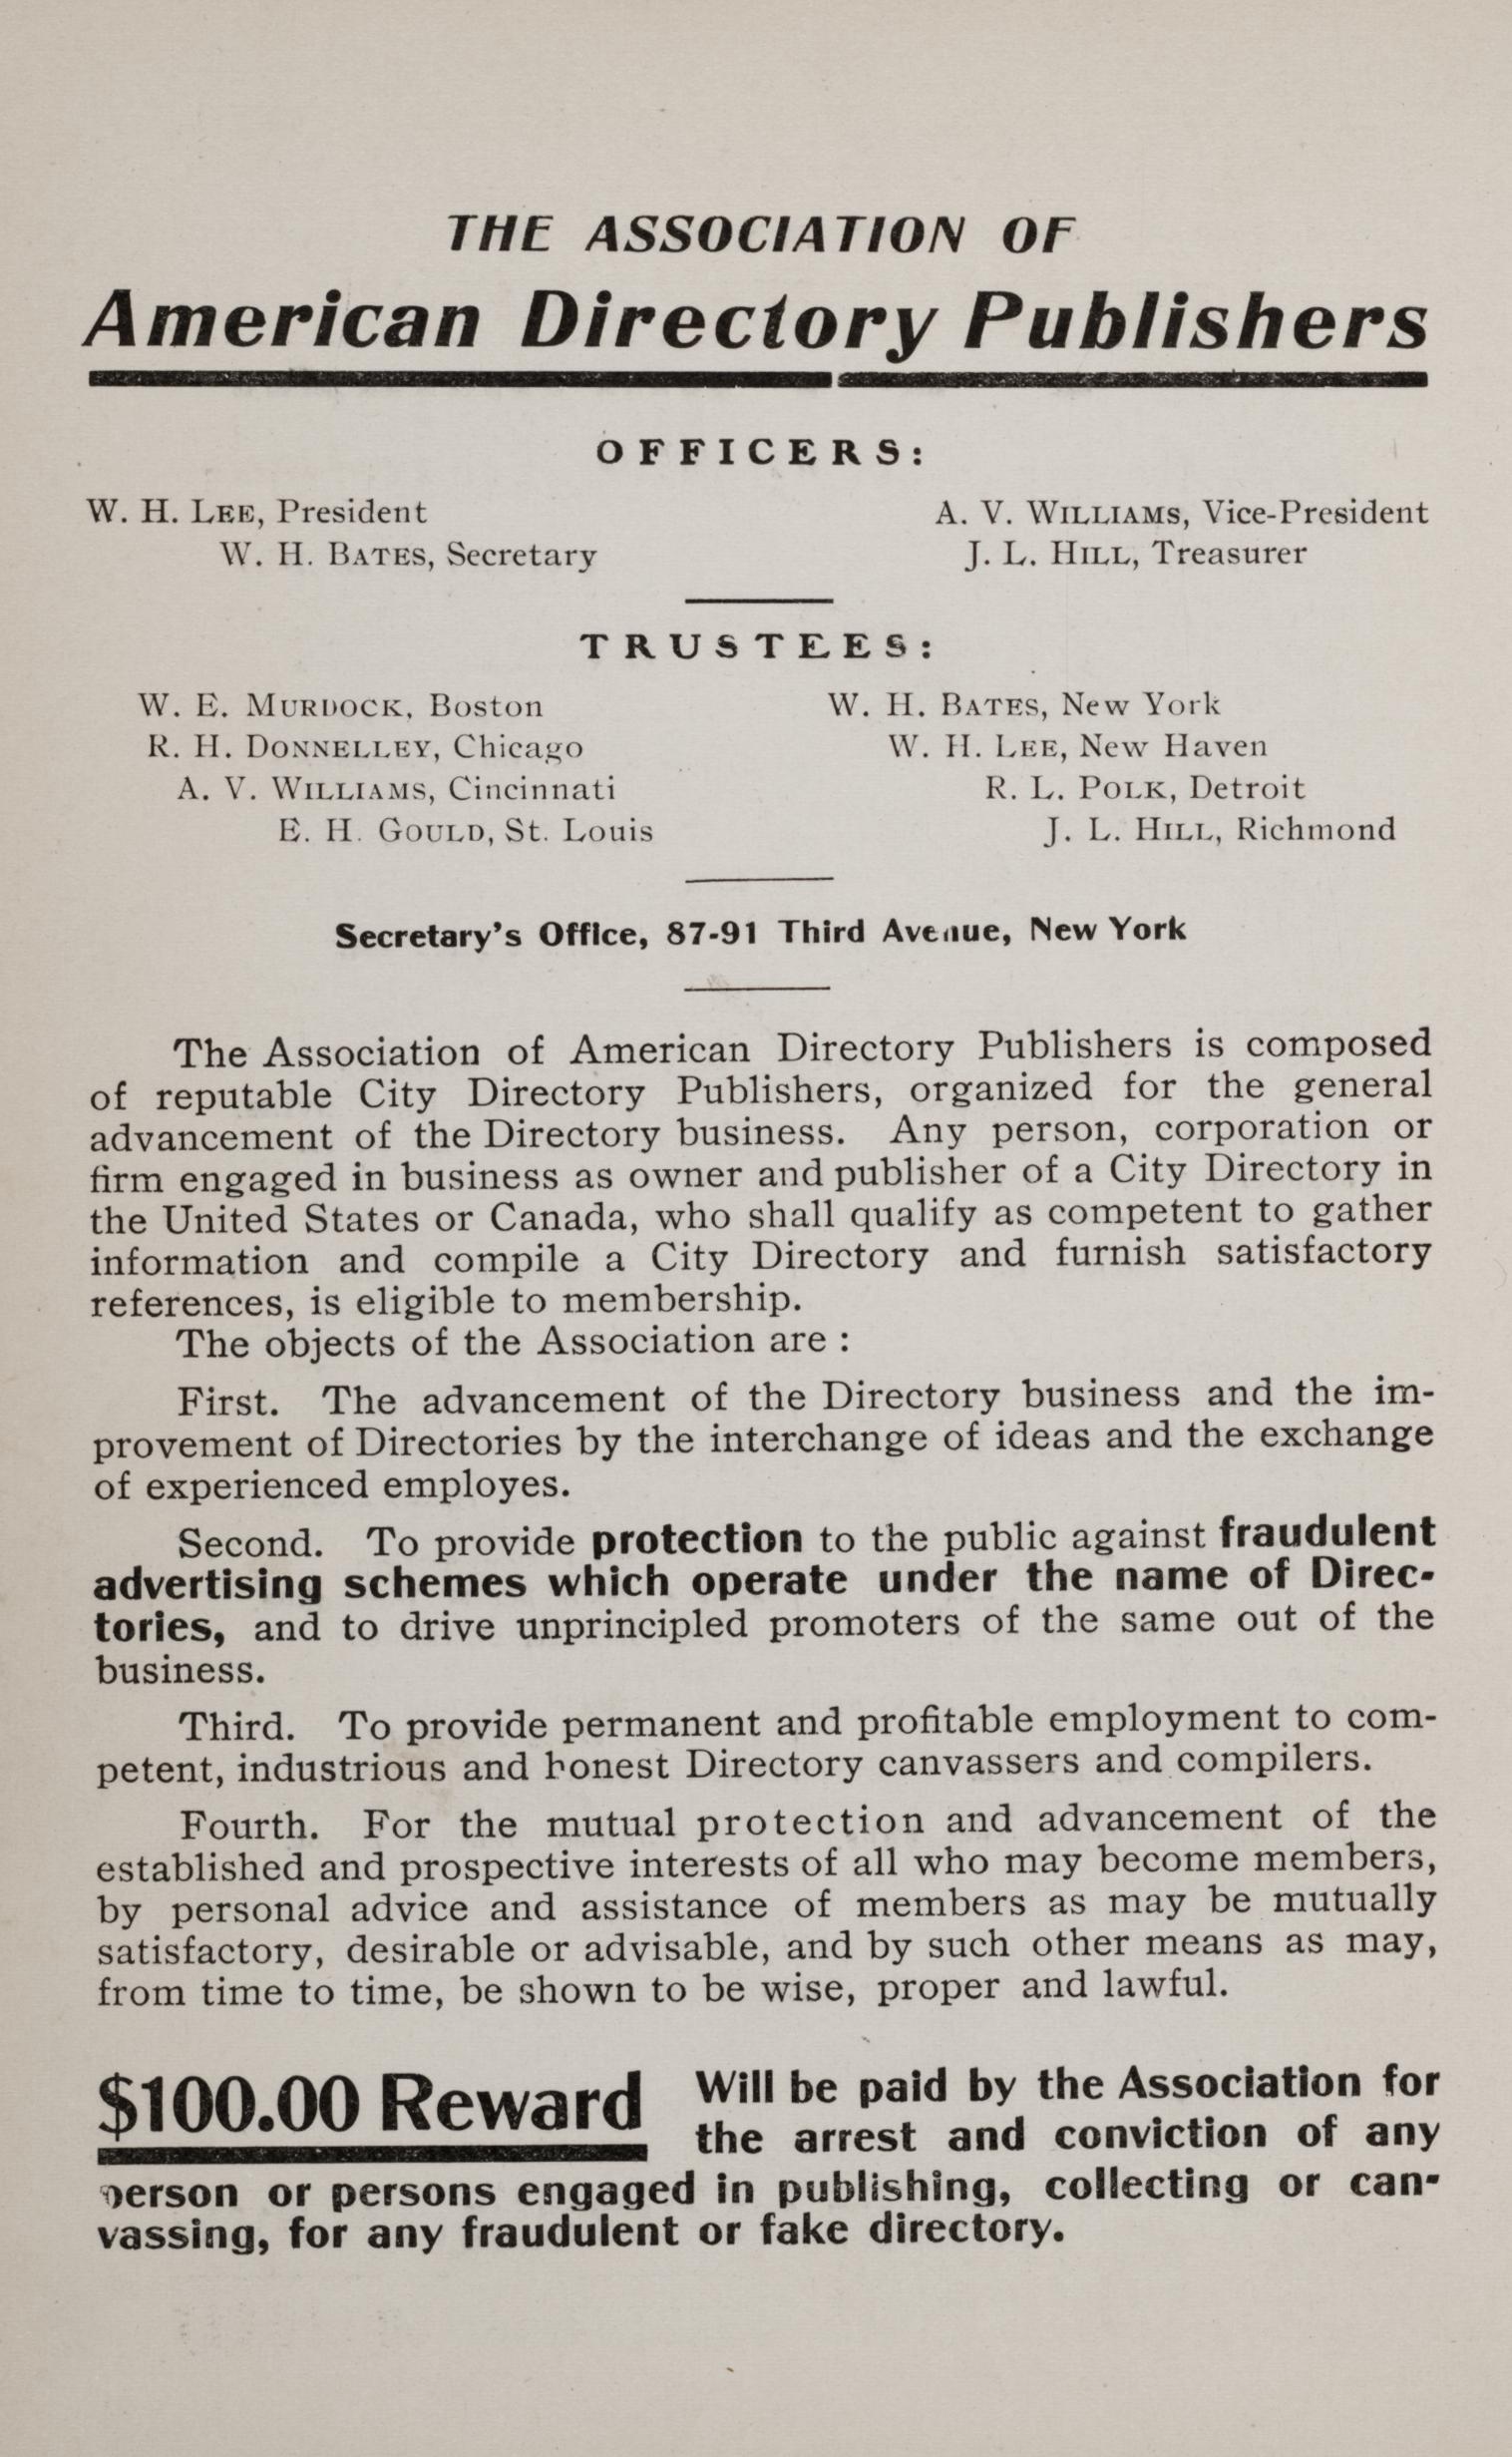 THE ASSOCIATION OF
American Directory Publishers
OFFICERS:
W. H. LEE, President
A. V. WILLIAMS, Vice-President
W. H. BATES, Secretary
J. L. HILL, Treasurer
TRUSTEES:
W. E. MURDOCK, Boston
W. H. BATES, New York
R. H. DONNELLEY, Chicago
W. H. LEE, New Haven
A. V. WILLIAMS, Cincinnati
R. L. POLK, Detroit
E. H. GOULD, St. Louis
J. L. HILL, Richmond
Secretary's Office, 87-91 Third Avenue, New York
The Association of American Directory Publishers is composed
of reputable City Directory Publishers, organized for the general
advancement of the Directory business. Any person, corporation or
firm engaged in business as owner and publisher of a City Directory in
the United States or Canada, who shall qualify as competent to gather
information and compile a City Directory and furnish satisfactory
references, is eligible to membership.
The objects of the Association are :
First. The advancement of the Directory business and the im-
provement of Directories by the interchange of ideas and the exchange
of experienced employes.
Second. To provide protection to the public against fraudulent
advertising schemes which operate under the name of Direc-
tories, and to drive unprincipled promoters of the same out of the
business.
Third. To provide permanent and profitable employment to com-
petent, industrious and honest Directory canvassers and compilers.
Fourth. For the mutual protection and advancement of the
established and prospective interests of all who may become members,
by personal advice and assistance of members as may be mutually
satisfactory, desirable or advisable, and by such other means as may,
from time to time, be shown to be wise, proper and lawful.
$100.00 Reward Will be paid by the Association for
the arrest and conviction of any
person or persons engaged in publishing, collecting or can-
vassing, for any fraudulent or fake directory.